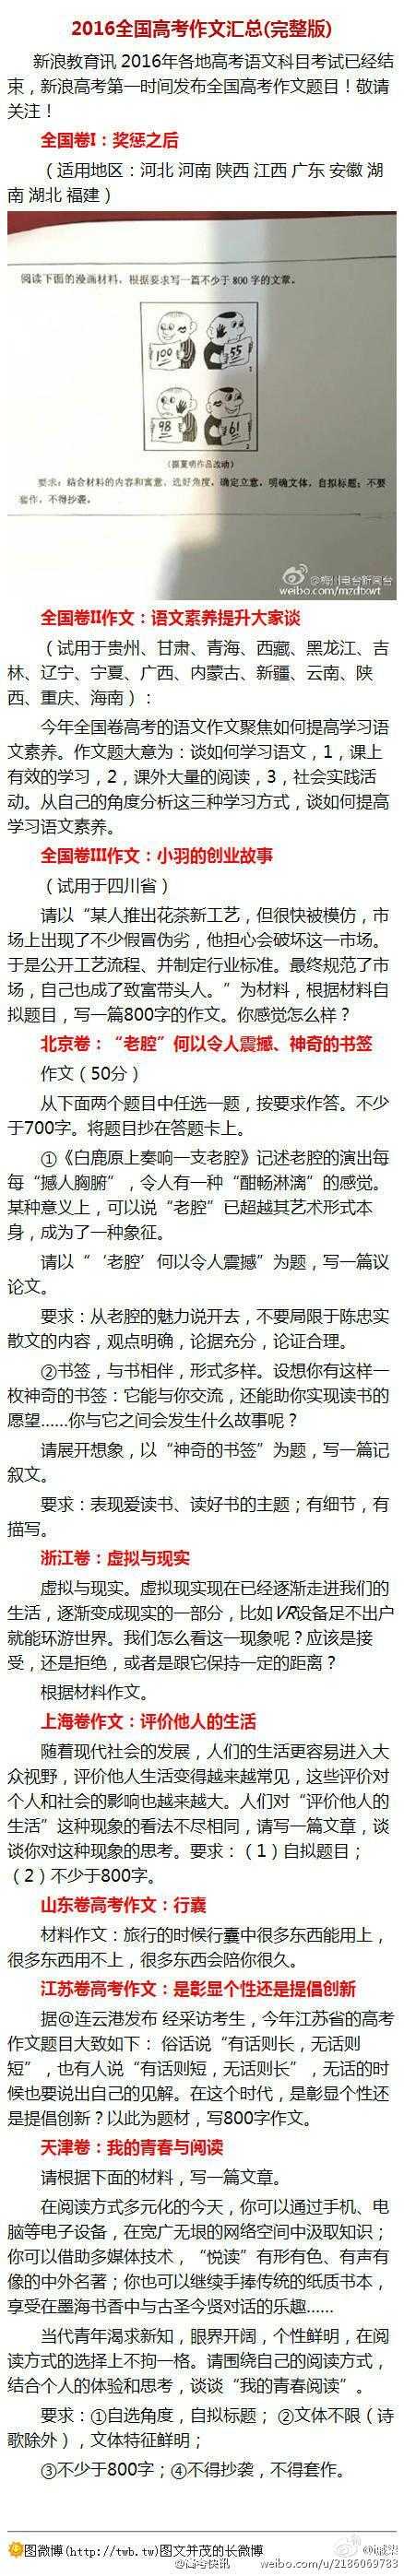 2016全国高考作文汇总(完整版)
新浪教育讯 2016年各地高考语文科目考试已经结
束，新浪高考第一时间发布全国高考作文题目！敬请
关注！
全国卷I：奖惩之后
（适用地区：河北 河南 陕西 江西 广东 安徽 湖
南 湖北 福建）
阅读下面的漫画材料，根据要求写一篇不少于800字的文章。
100
55
1
98
61
2
（据夏明作品改动）
要求：结合材料的内容和寓意，选好角度，确定立意，明确文体，自拟标题；不要
套作，不得抄袭。
weibo.com/mzdtxwt
全国卷II作文：语文素养提升大家谈
（试用于贵州、甘肃、青海、西藏、黑龙江、吉
林、辽宁、宁夏、广西、内蒙古、新疆、云南、陕
西、重庆、海南）：
今年全国卷高考的语文作文聚焦如何提高学习语
文素养。作文题大意为：谈如何学习语文，1，课上
有效的学习，2，课外大量的阅读，3，社会实践活
动。从自己的角度分析这三种学习方式，谈如何提高
学习语文素养。
全国卷III作文：小羽的创业故事
（试用于四川省）
请以“某人推出花茶新工艺，但很快被模仿，市
场上出现了不少假冒伪劣，他担心会破坏这一市场。
于是公开工艺流程、并制定行业标准。最终规范了市
场，自己也成了致富带头人。”为材料，根据材料自
拟题目，写一篇800字的作文。你感觉怎么样？
北京卷：“老腔”何以令人震撼、神奇的书签
作文（50分）
从下面两个题目中任选一题，按要求作答。不少
于700字。将题目抄在答题卡上。
①《白鹿原上奏响一支老腔》记述老腔的演出每
每“撼人胸腑”，令人有一种“酣畅淋漓”的感觉。
某种意义上，可以说“老腔”已超越其艺术形式本
身，成为了一种象征。
请以“‘老腔’何以令人震撼”为题，写一篇议
论文。
要求：从老腔的魅力说开去，不要局限于陈忠实
散文的内容，观点明确，论据充分，论证合理。
②书签，与书相伴，形式多样。设想你有这样一
枚神奇的书签：它能与你交流，还能助你实现读书的
愿望……你与它之间会发生什么故事呢？
请展开想象，以“神奇的书签”为题，写一篇记
叙文。
要求：表现爱读书、读好书的主题；有细节，有
描写。
浙江卷：虚拟与现实
虚拟与现实。虚拟现实现在已经逐渐走进我们的
生活，逐渐变成现实的一部分，比如VR设备足不出户
就能环游世界。我们怎么看这一现象呢？应该是接
受，还是拒绝，或者是跟它保持一定的距离？
根据材料作文。
上海卷作文：评价他人的生活
随着现代社会的发展，人们的生活更容易进入大
众视野，评价他人生活变得越来越常见，这些评价对
个人和社会的影响也越来越大。人们对“评价他人的
生活”这种现象的看法不尽相同，请写一篇文章，谈
谈你对这种现象的思考。要求：（1）自拟题目；
（2）不少于800字。
山东卷高考作文：行囊
材料作文：旅行的时候行囊中很多东西能用上，
很多东西用不上，很多东西会陪你很久。
江苏卷高考作文：是彰显个性还是提倡创新
据@连云港发布 经采访考生，今年江苏省的高考
作文题目大致如下： 俗话说“有话则长，无话则
短”，也有人说“有话则短，无话则长”，无话的时
候也要说出自己的见解。在这个时代，是彰显个性还
是提倡创新？以此为题材，写800字作文。
天津卷：我的青春与阅读
请根据下面的材料，写一篇文章。
在阅读方式多元化的今天，你可以通过手机、电
脑等电子设备，在宽广无垠的网络空间中汲取知识；
你可以借助多媒体技术，“悦读”有形有色、有声有
像的中外名著；你也可以继续手捧传统的纸质书本，
享受在墨海书香中与古圣今贤对话的乐趣……
当代青年渴求新知，眼界开阔，个性鲜明，在阅
读方式的选择上不拘一格。请围绕自己的阅读方式，
结合个人的体验和思考，谈谈“我的青春阅读”。
要求：①自选角度，自拟标题； ②文体不限（诗
歌除外），文体特征鲜明；
③不少于800字；④不得抄袭，不得套作。
图微博(http://twb.tw)图文并茂的长微博
@高考快讯
weibo.com/u/2186069783